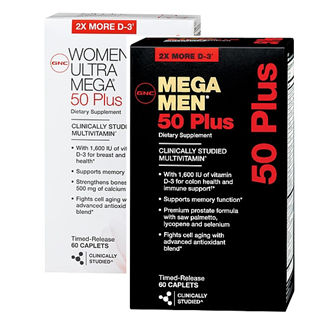 2X MORE D-3†
GNC
WOMEN
ULTRA
MEGA®
50 Plus
Dietary Supplement
CLINICALLY STUDIED
MULTIVITAMIN^
• With 1,600 IU of
D-3 for breast and
health†*
• Supports memory
• Strengthens bones
500 mg of calcium
• Fights cell aging with
advanced antioxidant
blend*
Timed-Release
60 CAPLETS
CLINICALLY
STUDIED^
2X MORE D-3†
GNC
MEGA
MEN®
50 Plus
Dietary Supplement
CLINICALLY STUDIED
MULTIVITAMIN^
• With 1,600 IU of vitamin
D-3 for colon health and
immune support†*
• Supports memory function*
• Premium prostate formula
with saw palmetto,
lycopene and selenium
• Fights cell aging with
advanced antioxidant
blend*
Timed-Release
60 CAPLETS
CLINICALLY
STUDIED^
50 Plus